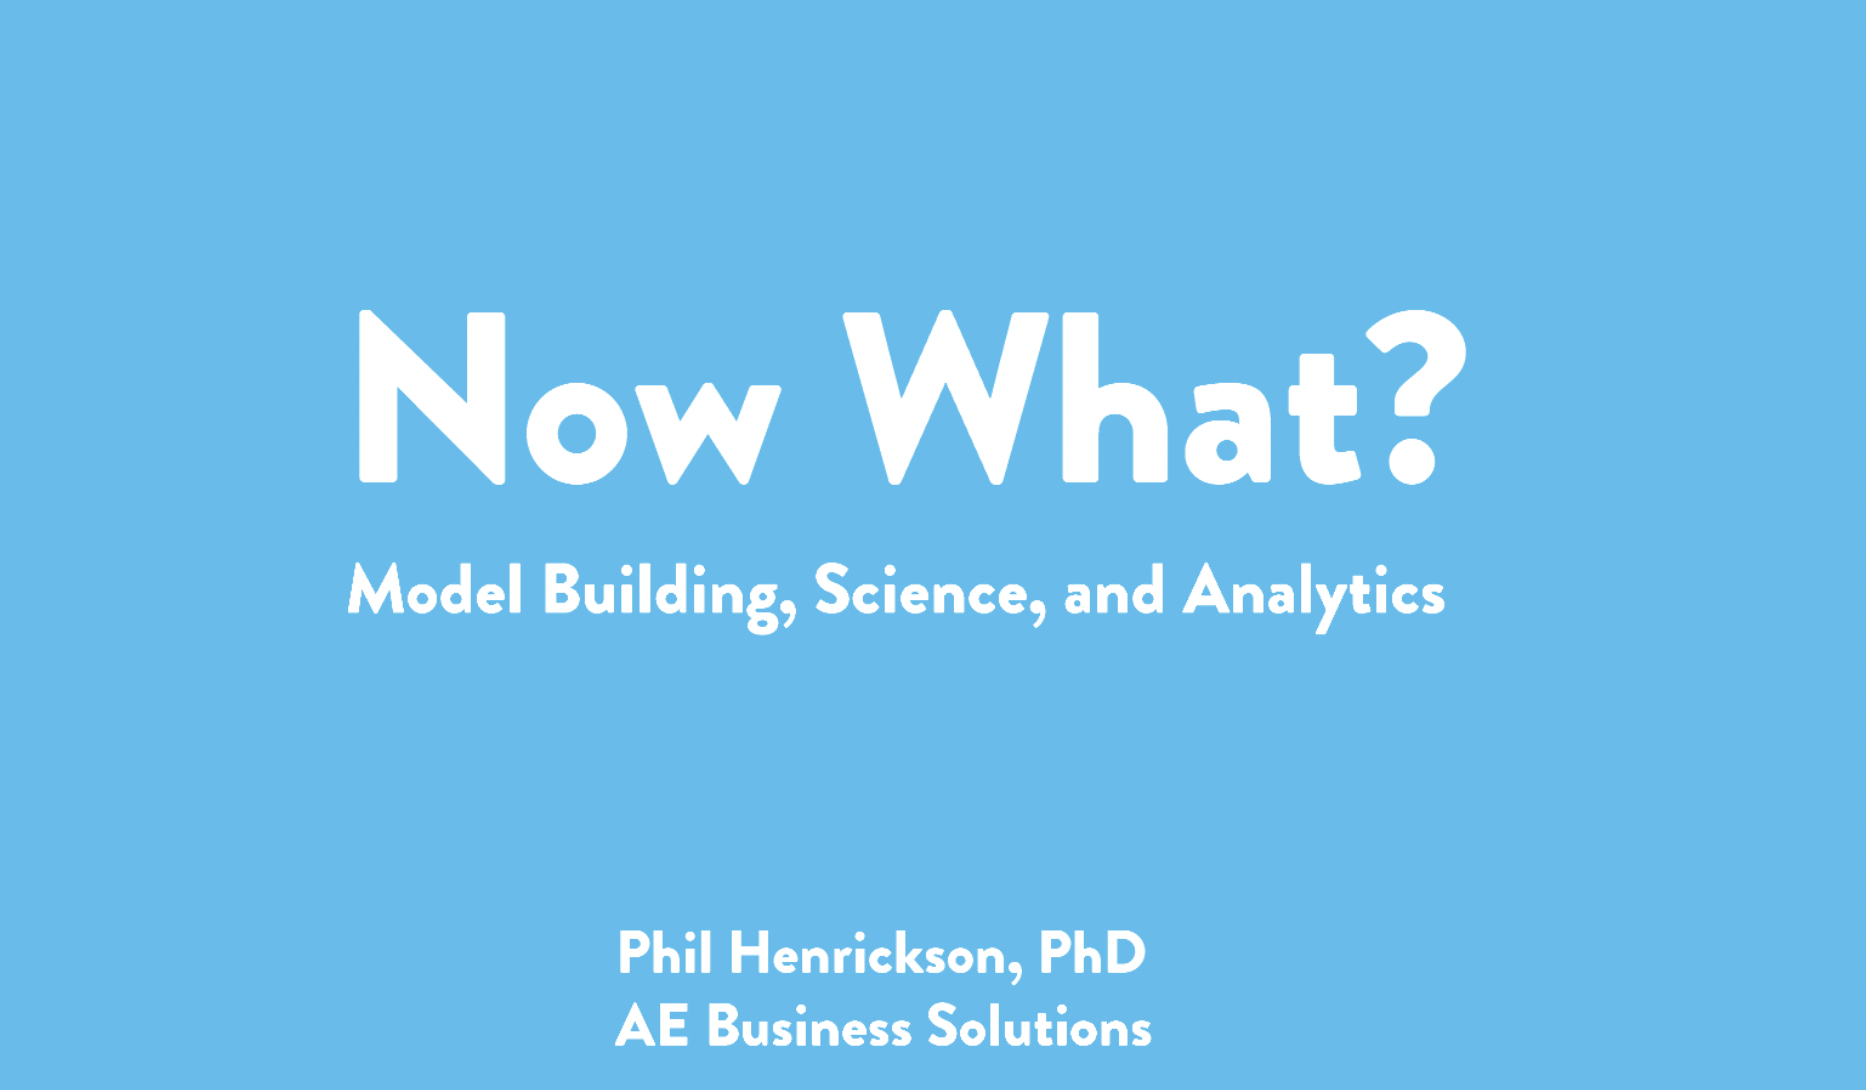 Now What?
Model Building, Science, and Analytics
Phil Henrickson, PhD
AE Business Solutions